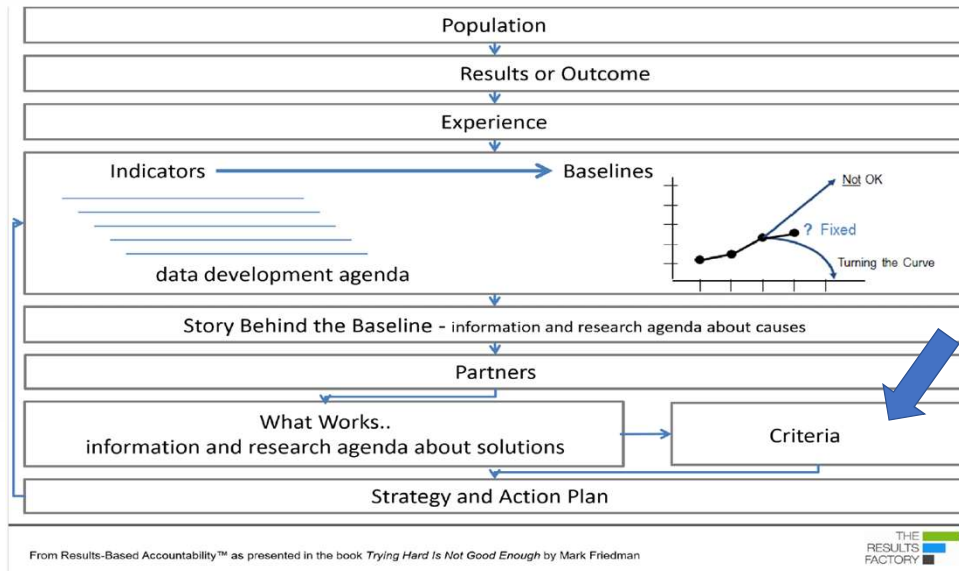 Population
Results or Outcome
Experience
Indicators
Baselines
Not OK
? Fixed
Turning the Curve
data development agenda
Story Behind the Baseline - information and research agenda about causes
Partners
What Works..
information and research agenda about solutions
Criteria
Strategy and Action Plan
From Results-Based Accountability™ as presented in the book Trying Hard Is Not Good Enough by Mark Friedman
THE
RESULTS
FACTORY